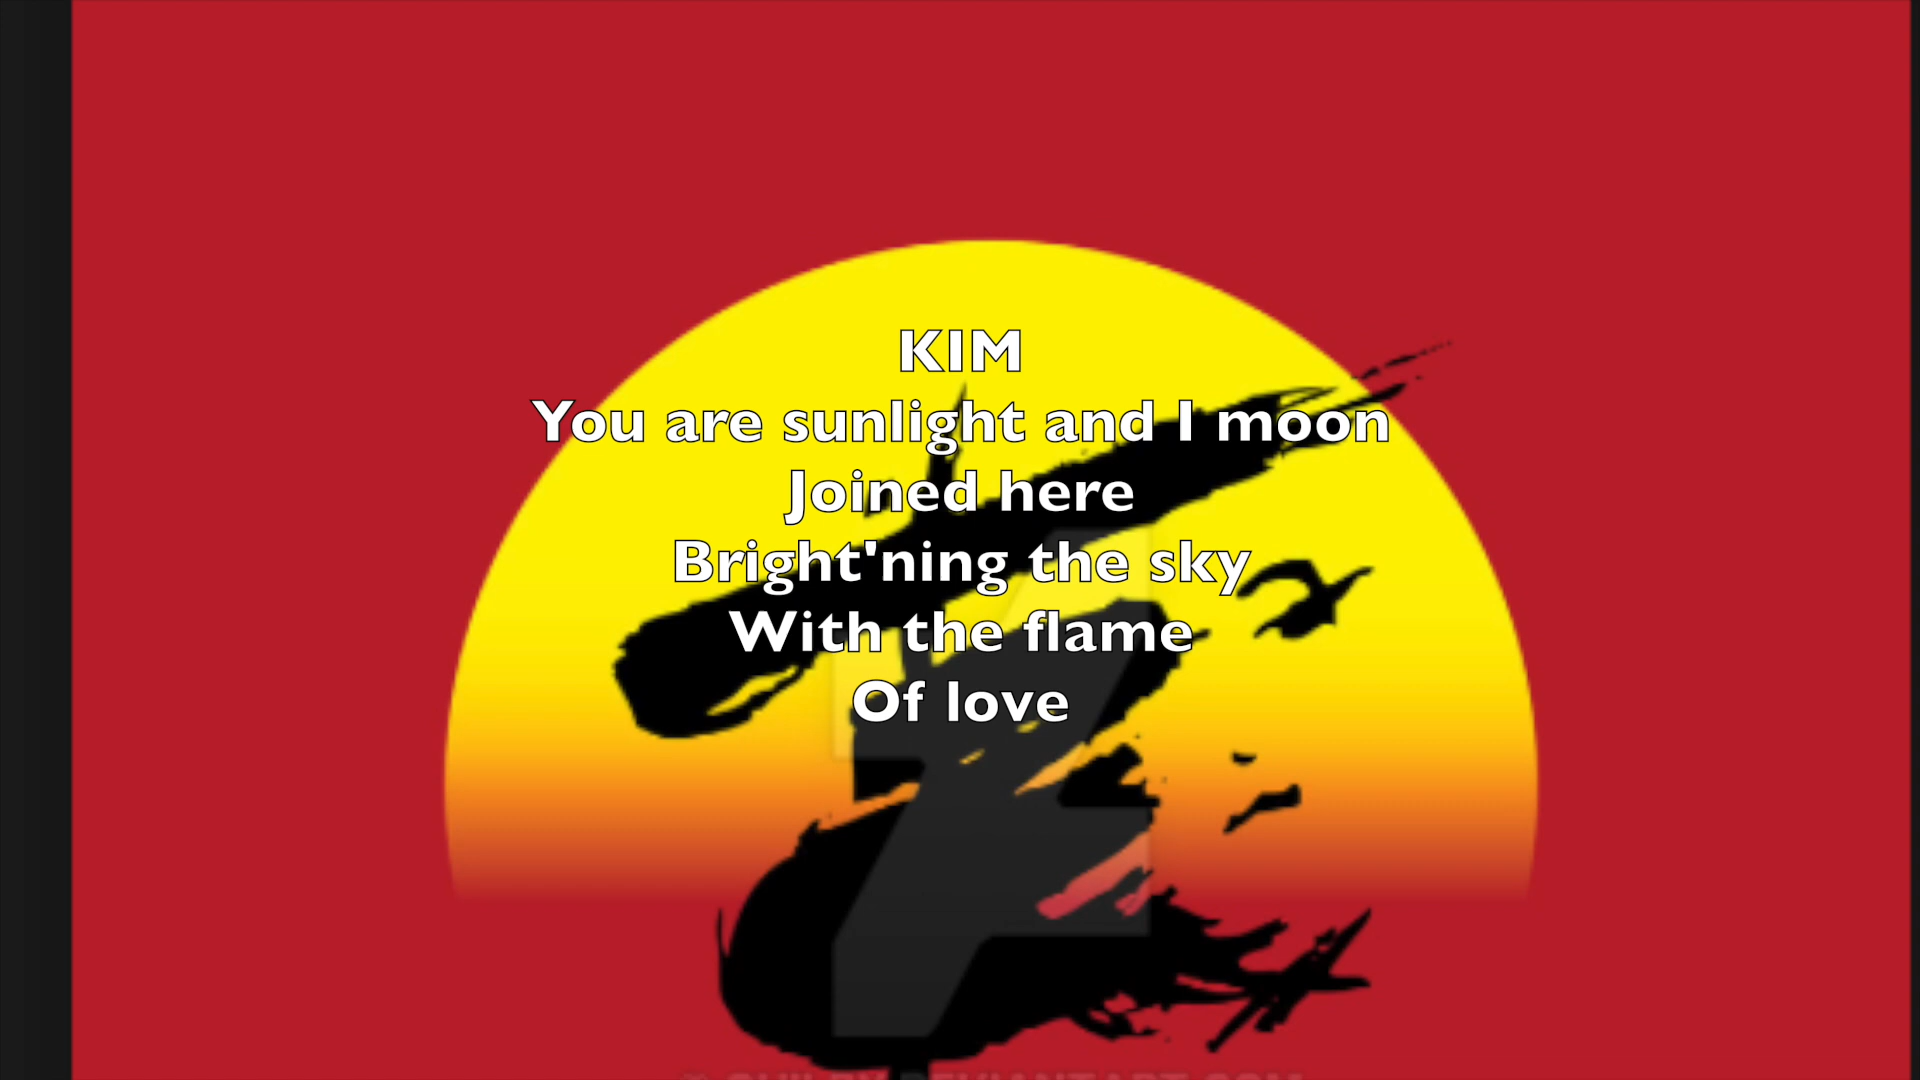 KIM
You are sunlight and I moon
Joined here
Bright'ning the sky
With the flame
Of love